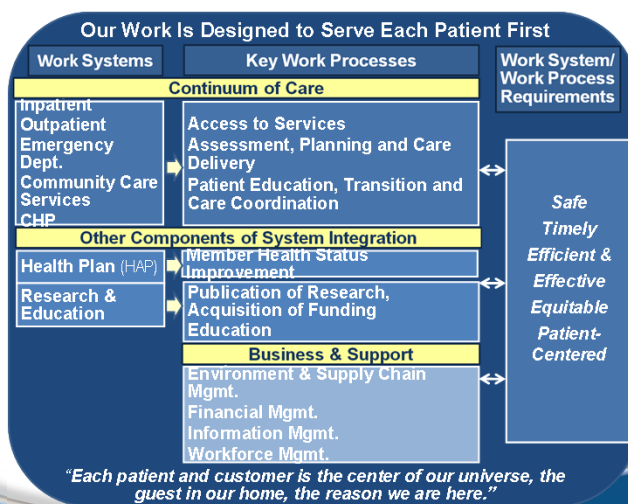 Our Work Is Designed to Serve Each Patient First
Work Systems
Key Work Processes
Work System/
Work Process
Requirements
Continuum of Care
Inpatient
Outpatient
Emergency
Dept.
Community Care
Services
CHP
Access to Services
Assessment, Planning and Care
Delivery
Patient Education, Transition and
Care Coordination
Other Components of System Integration
Health Plan (HAP)
Member Health Status
Improvement
Research &
Education
Publication of Research,
Acquisition of Funding
Education
Business & Support
Environment & Supply Chain
Mgmt.
Financial Mgmt.
Information Mgmt.
Workforce Mgmt.
Safe
Timely
Efficient &
Effective
Equitable
Patient-
Centered
“Each patient and customer is the center of our universe, the
guest in our home, the reason we are here.”